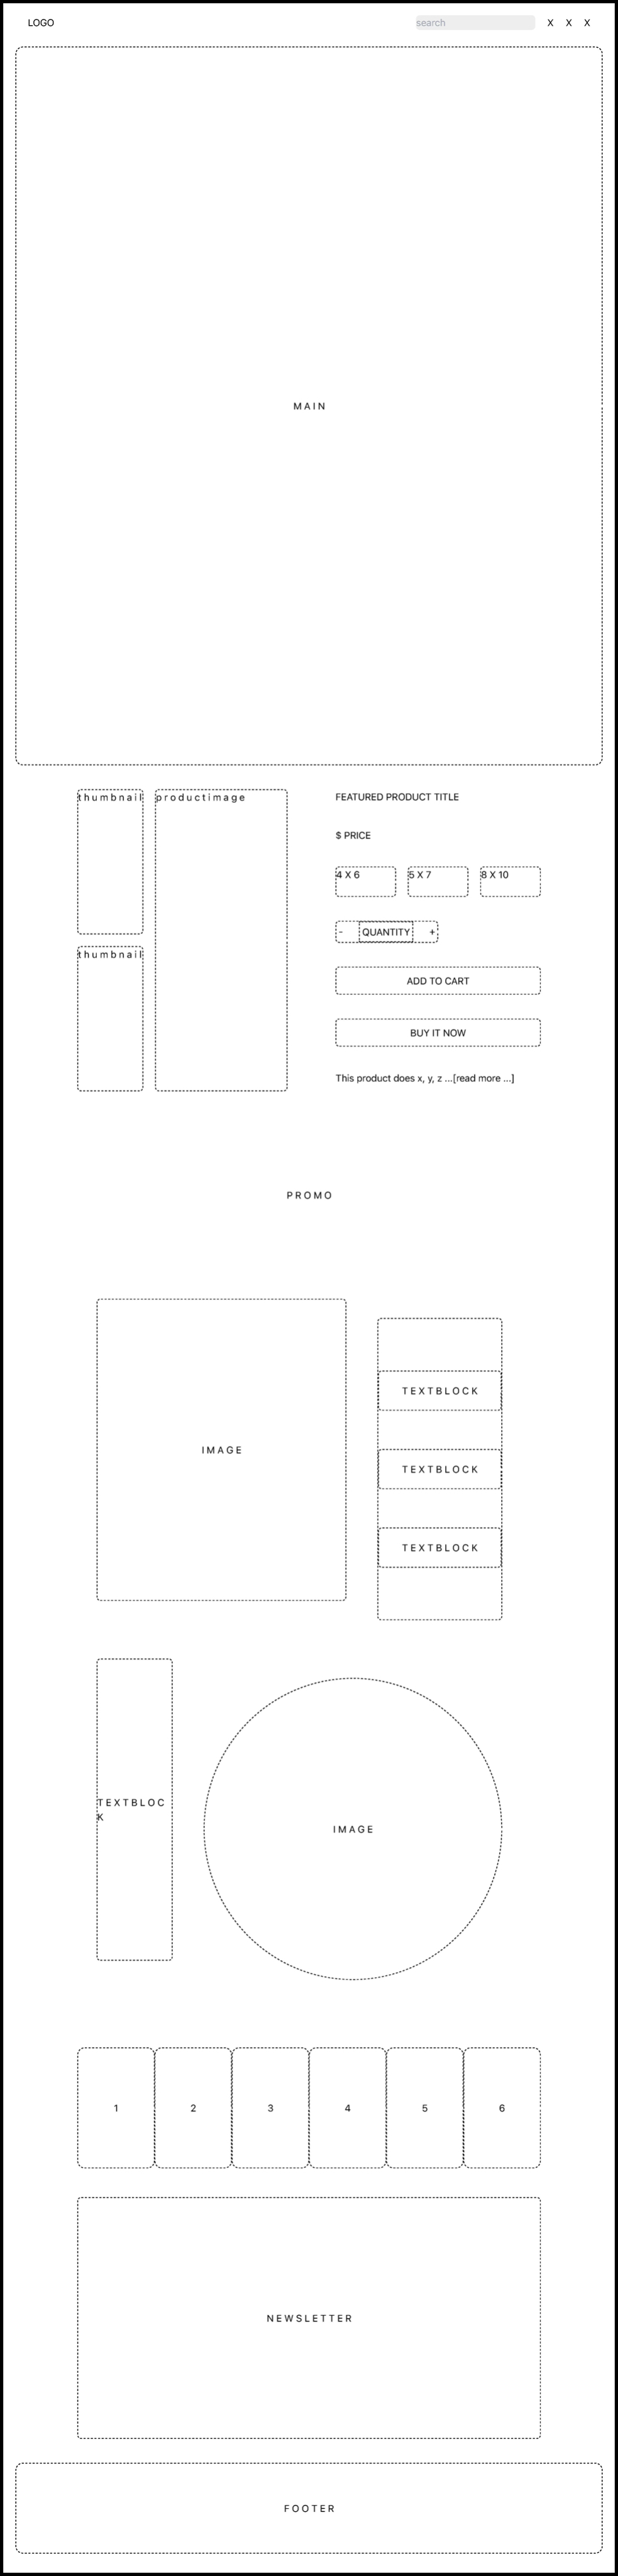 LOGO
search
X X X
MAIN
thumbnail
productimage
thumbnail
FEATURED PRODUCT TITLE
$ PRICE
4 X 6
5 X 7
8 X 10
- QUANTITY +
ADD TO CART
BUY IT NOW
This product does x, y, z ...[read more ...]
PROMO
IMAGE
TEXTBLOCK
TEXTBLOCK
TEXTBLOCK
TEXTBLOC
K
IMAGE
1 2 3 4 5 6
NEWSLETTER
FOOTER